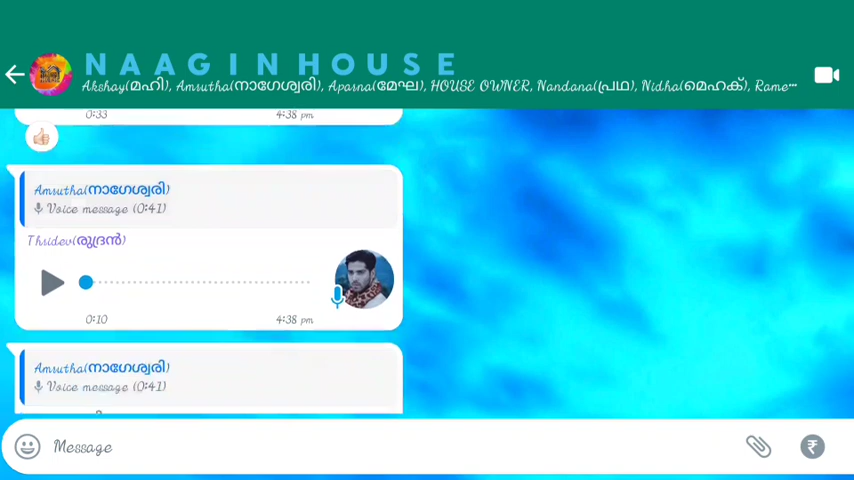 NAAGIN HOUSE
Akshay(മഹി), Amrutha(നാഗേശ്വരി), Aparna(മേഘ), HOUSE OWNER, Nandana(പ്രഥ), Nidha(മെഹക്), Rame...
0:33 4:38 pm
Amrutha(നാഗേശ്വരി)
Voice message (0:41)
Thridev(രുദ്രൻ)
0:10 4:38 pm
Amrutha(നാഗേശ്വരി)
Voice message (0:41)
Message